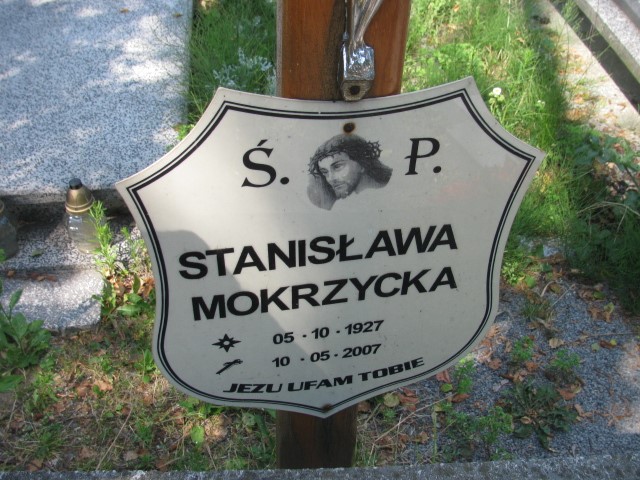 Ś. P.
STANISŁAWA
MOKRZYCKA
05 · 10 · 1927
10 · 05 · 2007
JEZU UFAM TOBIE